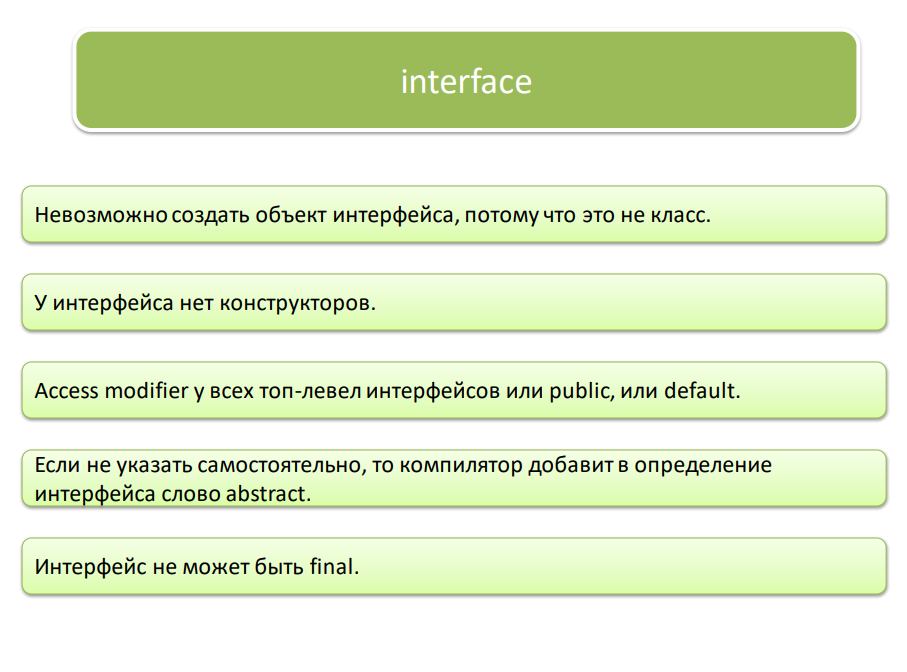 interface
Невозможно создать объект интерфейса, потому что это не класс.
У интерфейса нет конструкторов.
Access modifier у всех топ-левел интерфейсов или public, или default.
Если не указать самостоятельно, то компилятор добавит в определение
интерфейса слово abstract.
Интерфейс не может быть final.